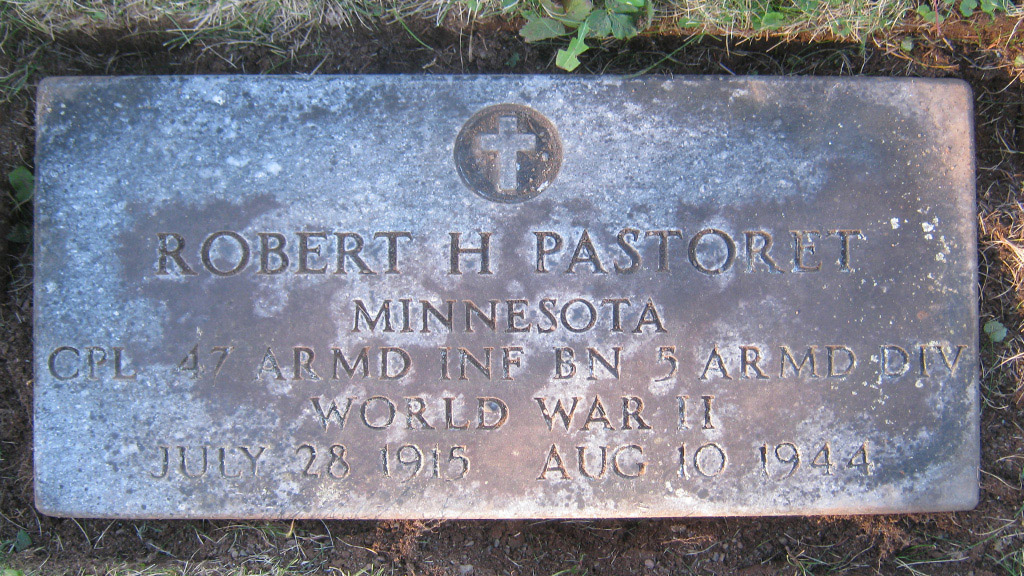 ROBERT H PASTORET
MINNESOTA
CPL 47 ARMD INF BN 5 ARMD DIV
WORLD WAR II
JULY 28 1915 AUG 10 1944